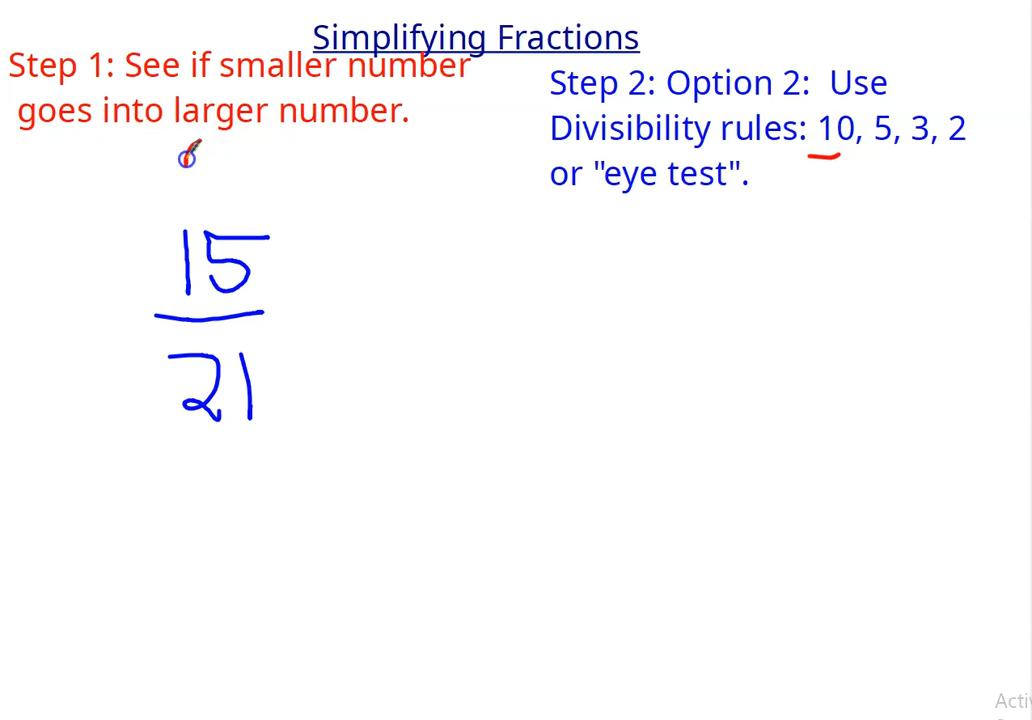 Simplifying Fractions
Step 1: See if smaller number
goes into larger number.
Step 2: Option 2: Use
Divisibility rules: 10, 5, 3, 2
or "eye test".
15
21
Acti